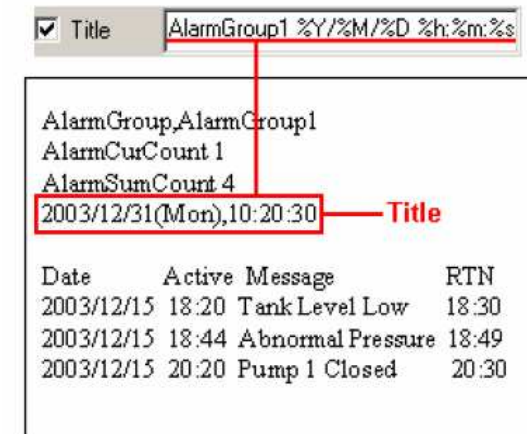 Title AlarmGroup1 %Y/%M/%D %h:%m:%s
AlarmGroup,AlarmGroup1
AlarmCurCount 1
AlarmSumCount 4
2003/12/31(Mon),10:20:30 Title
Date Active Message RTN
2003/12/15 18:20 Tank Level Low 18:30
2003/12/15 18:44 Abnormal Pressure 18:49
2003/12/15 20:20 Pump 1 Closed 20:30